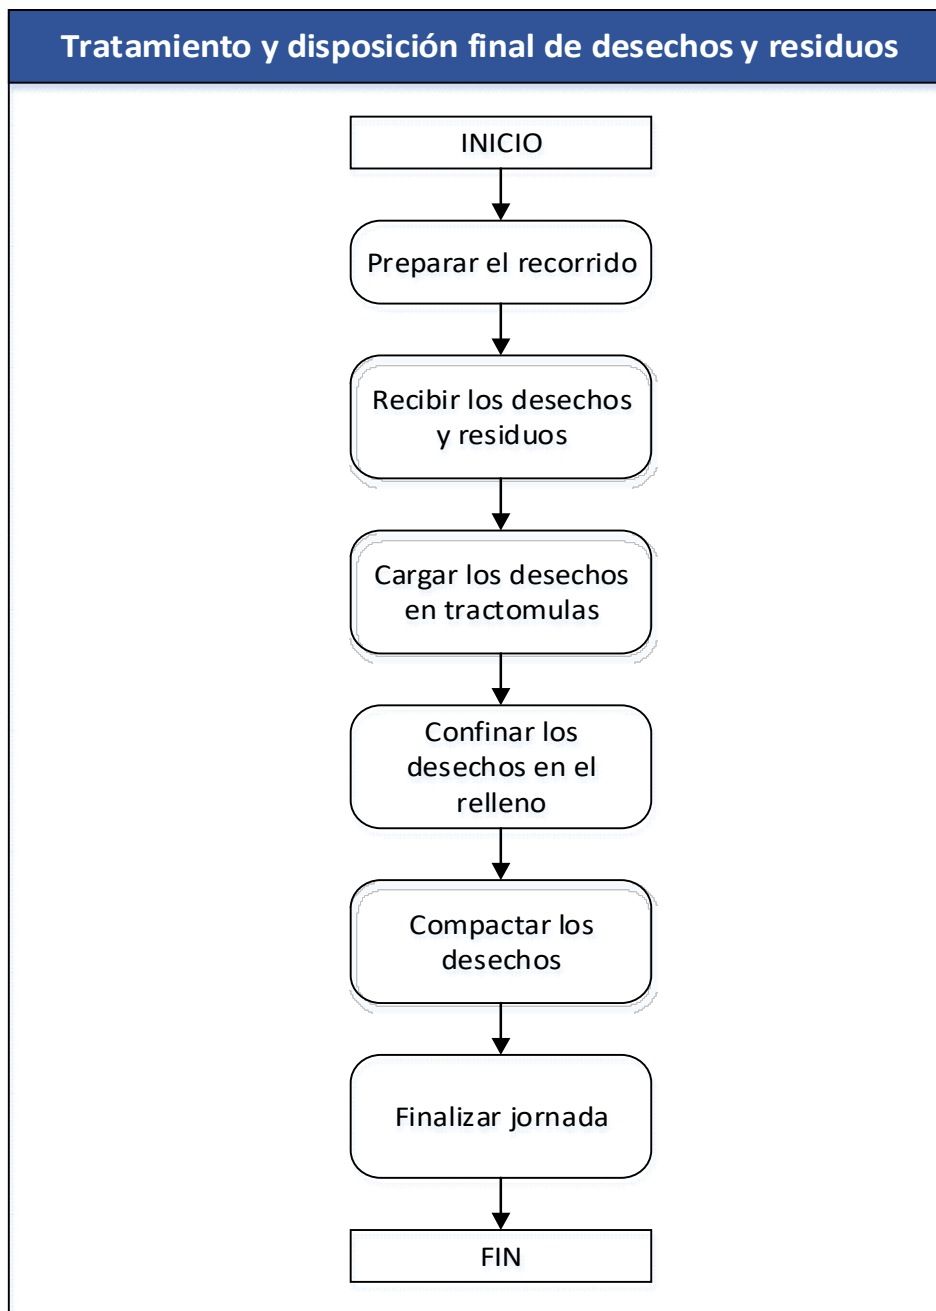 Tratamiento y disposición final de desechos y residuos
INICIO
Preparar el recorrido
Recibir los desechos
y residuos
Cargar los desechos
en tractomulas
Confinar los
desechos en el
relleno
Compactar los
desechos
Finalizar jornada
FIN